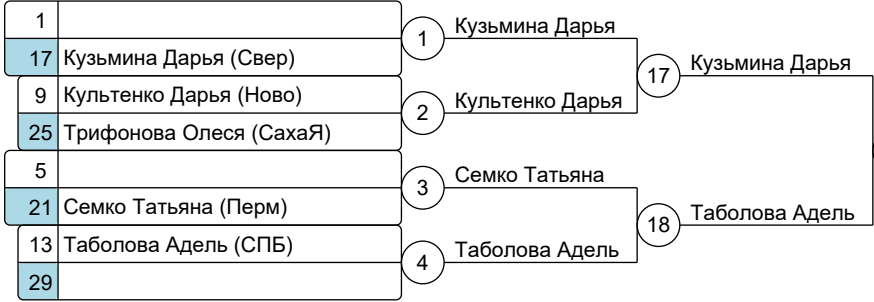 1
17 Кузьмина Дарья (Свер)
9 Культенко Дарья (Ново)
25 Трифонова Олеся (СахаЯ)
5
21 Семко Татьяна (Перм)
13 Таболова Адель (СПБ)
29
1 Кузьмина Дарья
2 Культенко Дарья
3 Семко Татьяна
4 Таболова Адель
17 Кузьмина Дарья
18 Таболова Адель